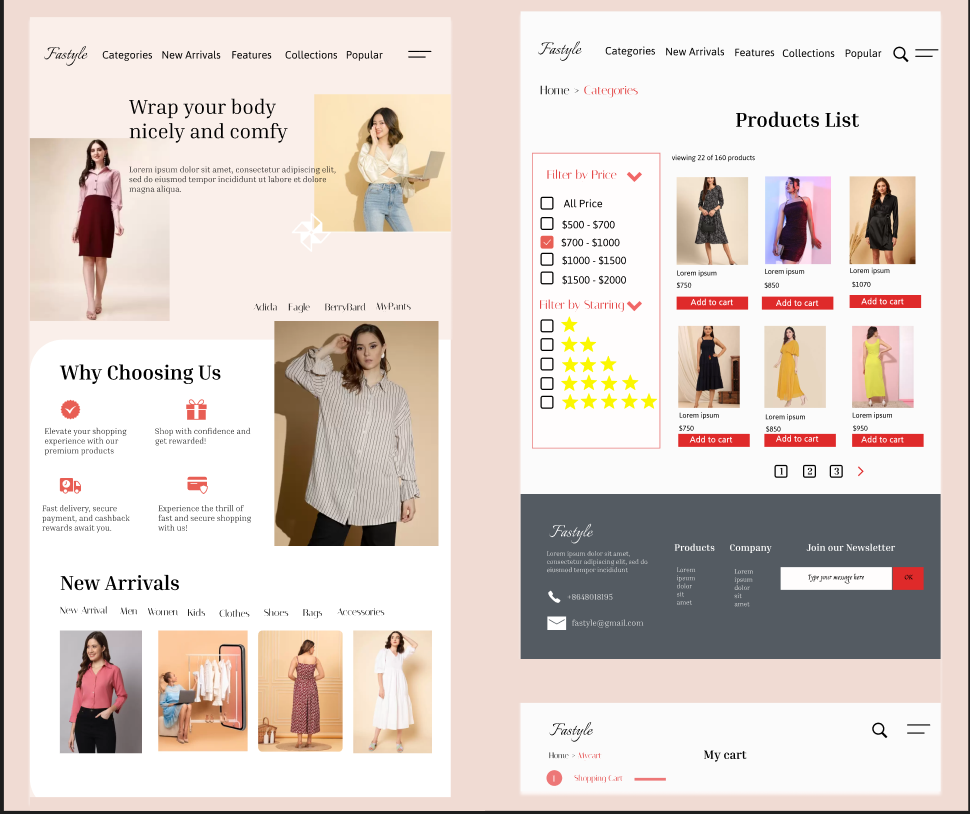 Fastyle
Categories New Arrivals Features Collections Popular
Wrap your body
nicely and comfy
Lorem ipsum dolor sit amet, consectetur adipiscing elit,
sed do eiusmod tempor incididunt ut labore et dolore
magna aliqua.
Adida Eagle BerryBard MyPants
Why Choosing Us
Elevate your shopping
experience with our
premium products
Shop with confidence and
get rewarded!
Fast delivery, secure
payment, and cashback
rewards await you.
Experience the thrill of
fast and secure shopping
with us!
New Arrivals
New Arrival Men Women Kids Clothes Shoes Bags Accessories
Fastyle
Categories New Arrivals Features Collections Popular
Home > Categories
Products List
viewing 22 of 160 products
Filter by Price
All Price
$500 - $700
$700 - $1000
$1000 - $1500
$1500 - $2000
Filter by Starring
Lorem ipsum
$750
Add to cart
Lorem ipsum
$850
Add to cart
Lorem ipsum
$1070
Add to cart
Lorem ipsum
$750
Add to cart
Lorem ipsum
$850
Add to cart
Lorem ipsum
$950
Add to cart
1 2 3
Fastyle
Lorem ipsum dolor sit amet,
consectetur adipiscing elit, sed do
eiusmod tempor incididunt
+8648018195
fastyle@gmail.com
Products
Lorem
ipsum
dolor
sit
amet
Company
Lorem
ipsum
dolor
sit
amet
Join our Newsletter
Type your message here
OK
Fastyle
Home > Mycart
My cart
1 Shopping Cart